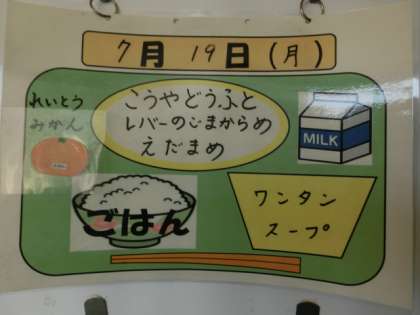 7月 19日(月)
れいとう
みかん
こうやどうふと
レバーのごまからめ
えだまめ
MILK
ごはん
ワンタン
スープ